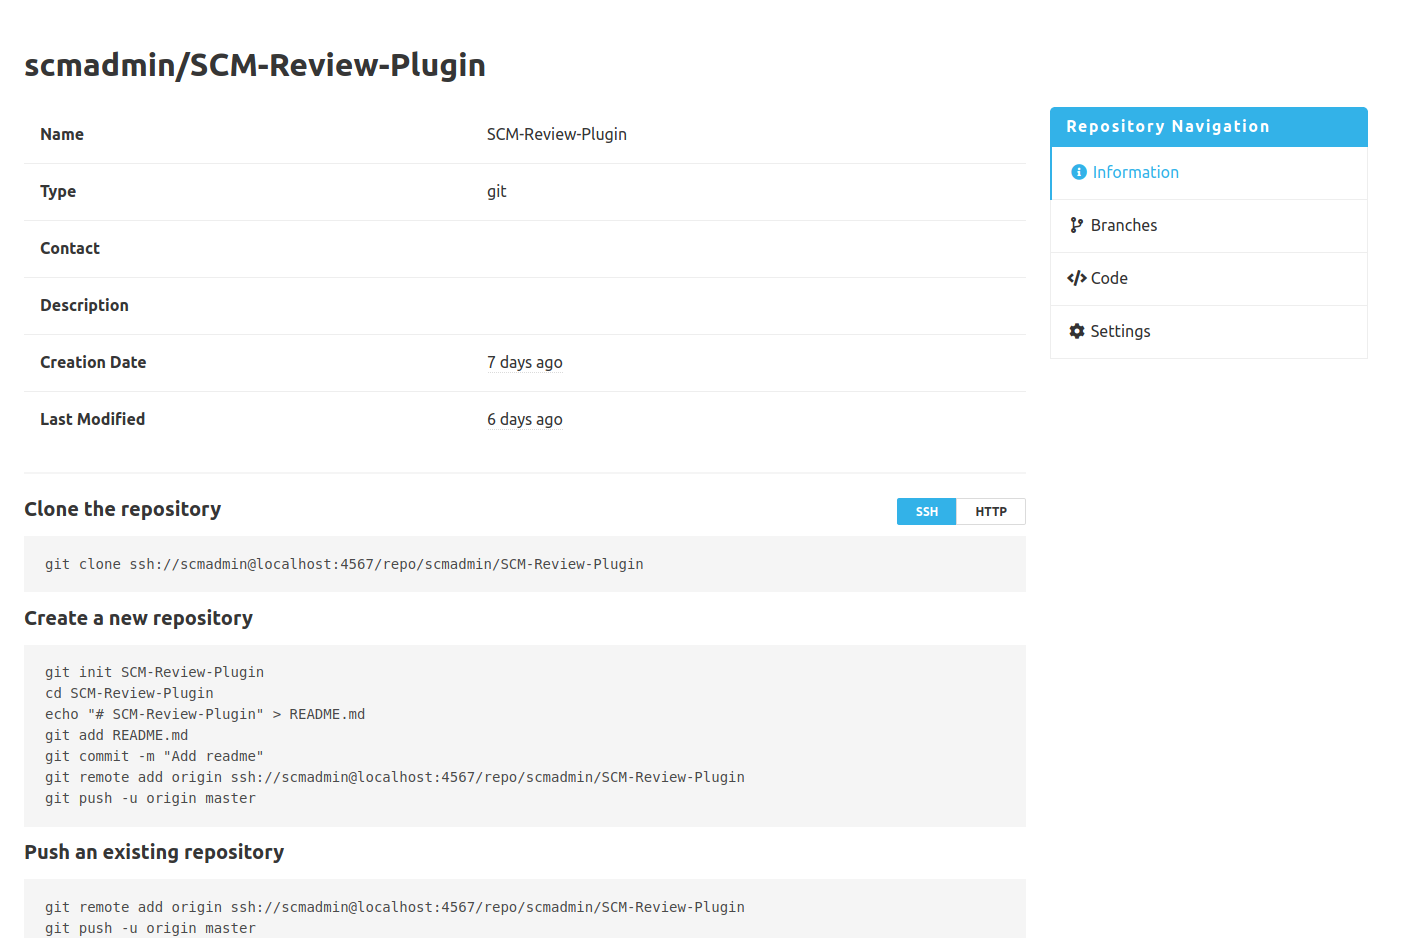 scmadmin/SCM-Review-Plugin
Name SCM-Review-Plugin
Type git
Contact
Description
Creation Date 7 days ago
Last Modified 6 days ago
Repository Navigation
Information
Branches
Code
Settings
Clone the repository
SSH HTTP
git clone ssh://scmadmin@localhost:4567/repo/scmadmin/SCM-Review-Plugin
Create a new repository
git init SCM-Review-Plugin
cd SCM-Review-Plugin
echo "# SCM-Review-Plugin" > README.md
git add README.md
git commit -m "Add readme"
git remote add origin ssh://scmadmin@localhost:4567/repo/scmadmin/SCM-Review-Plugin
git push -u origin master
Push an existing repository
git remote add origin ssh://scmadmin@localhost:4567/repo/scmadmin/SCM-Review-Plugin
git push -u origin master